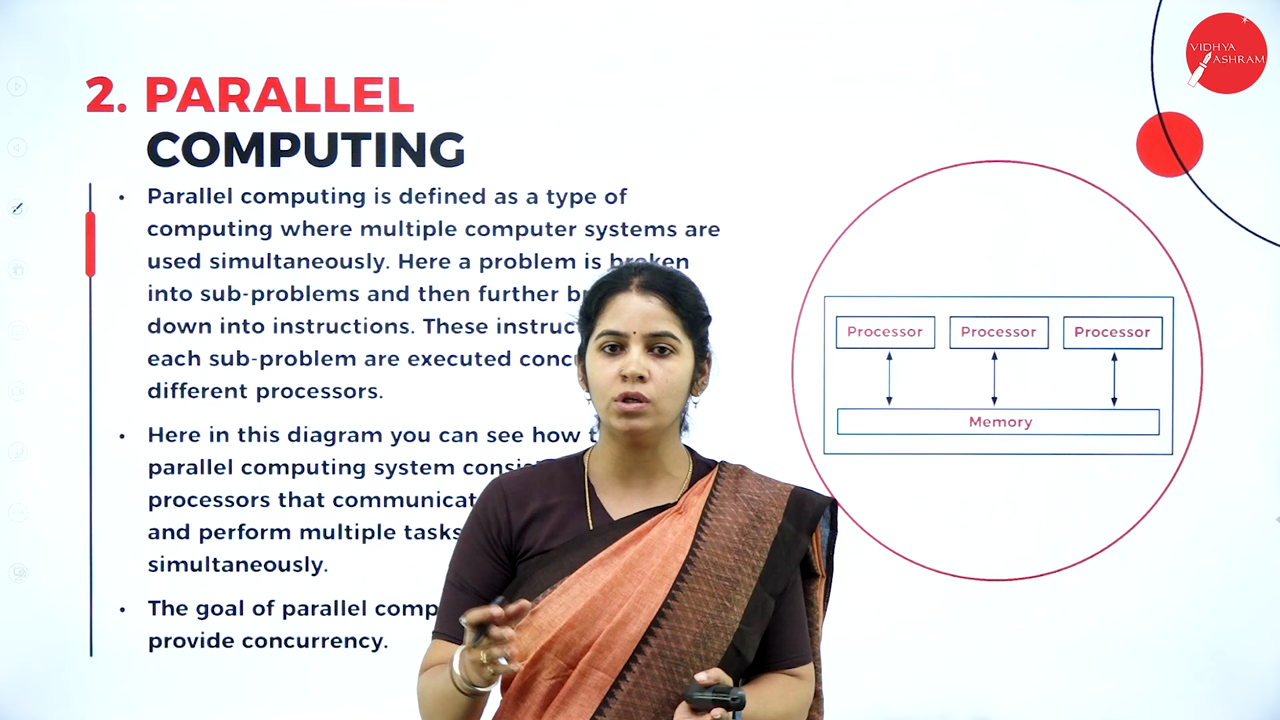 VIDHYA
ASHRAM
2. PARALLEL
COMPUTING
• Parallel computing is defined as a type of
computing where multiple computer systems are
used simultaneously. Here a problem is broken
into sub-problems and then further
down into instructions. These
each sub-problem are executed
different processors.
• Here in this diagram you can see how
parallel computing system
processors that
and perform multiple tasks
simultaneously.
• The goal of parallel
provide concurrency.
Processor Processor Processor
Memory